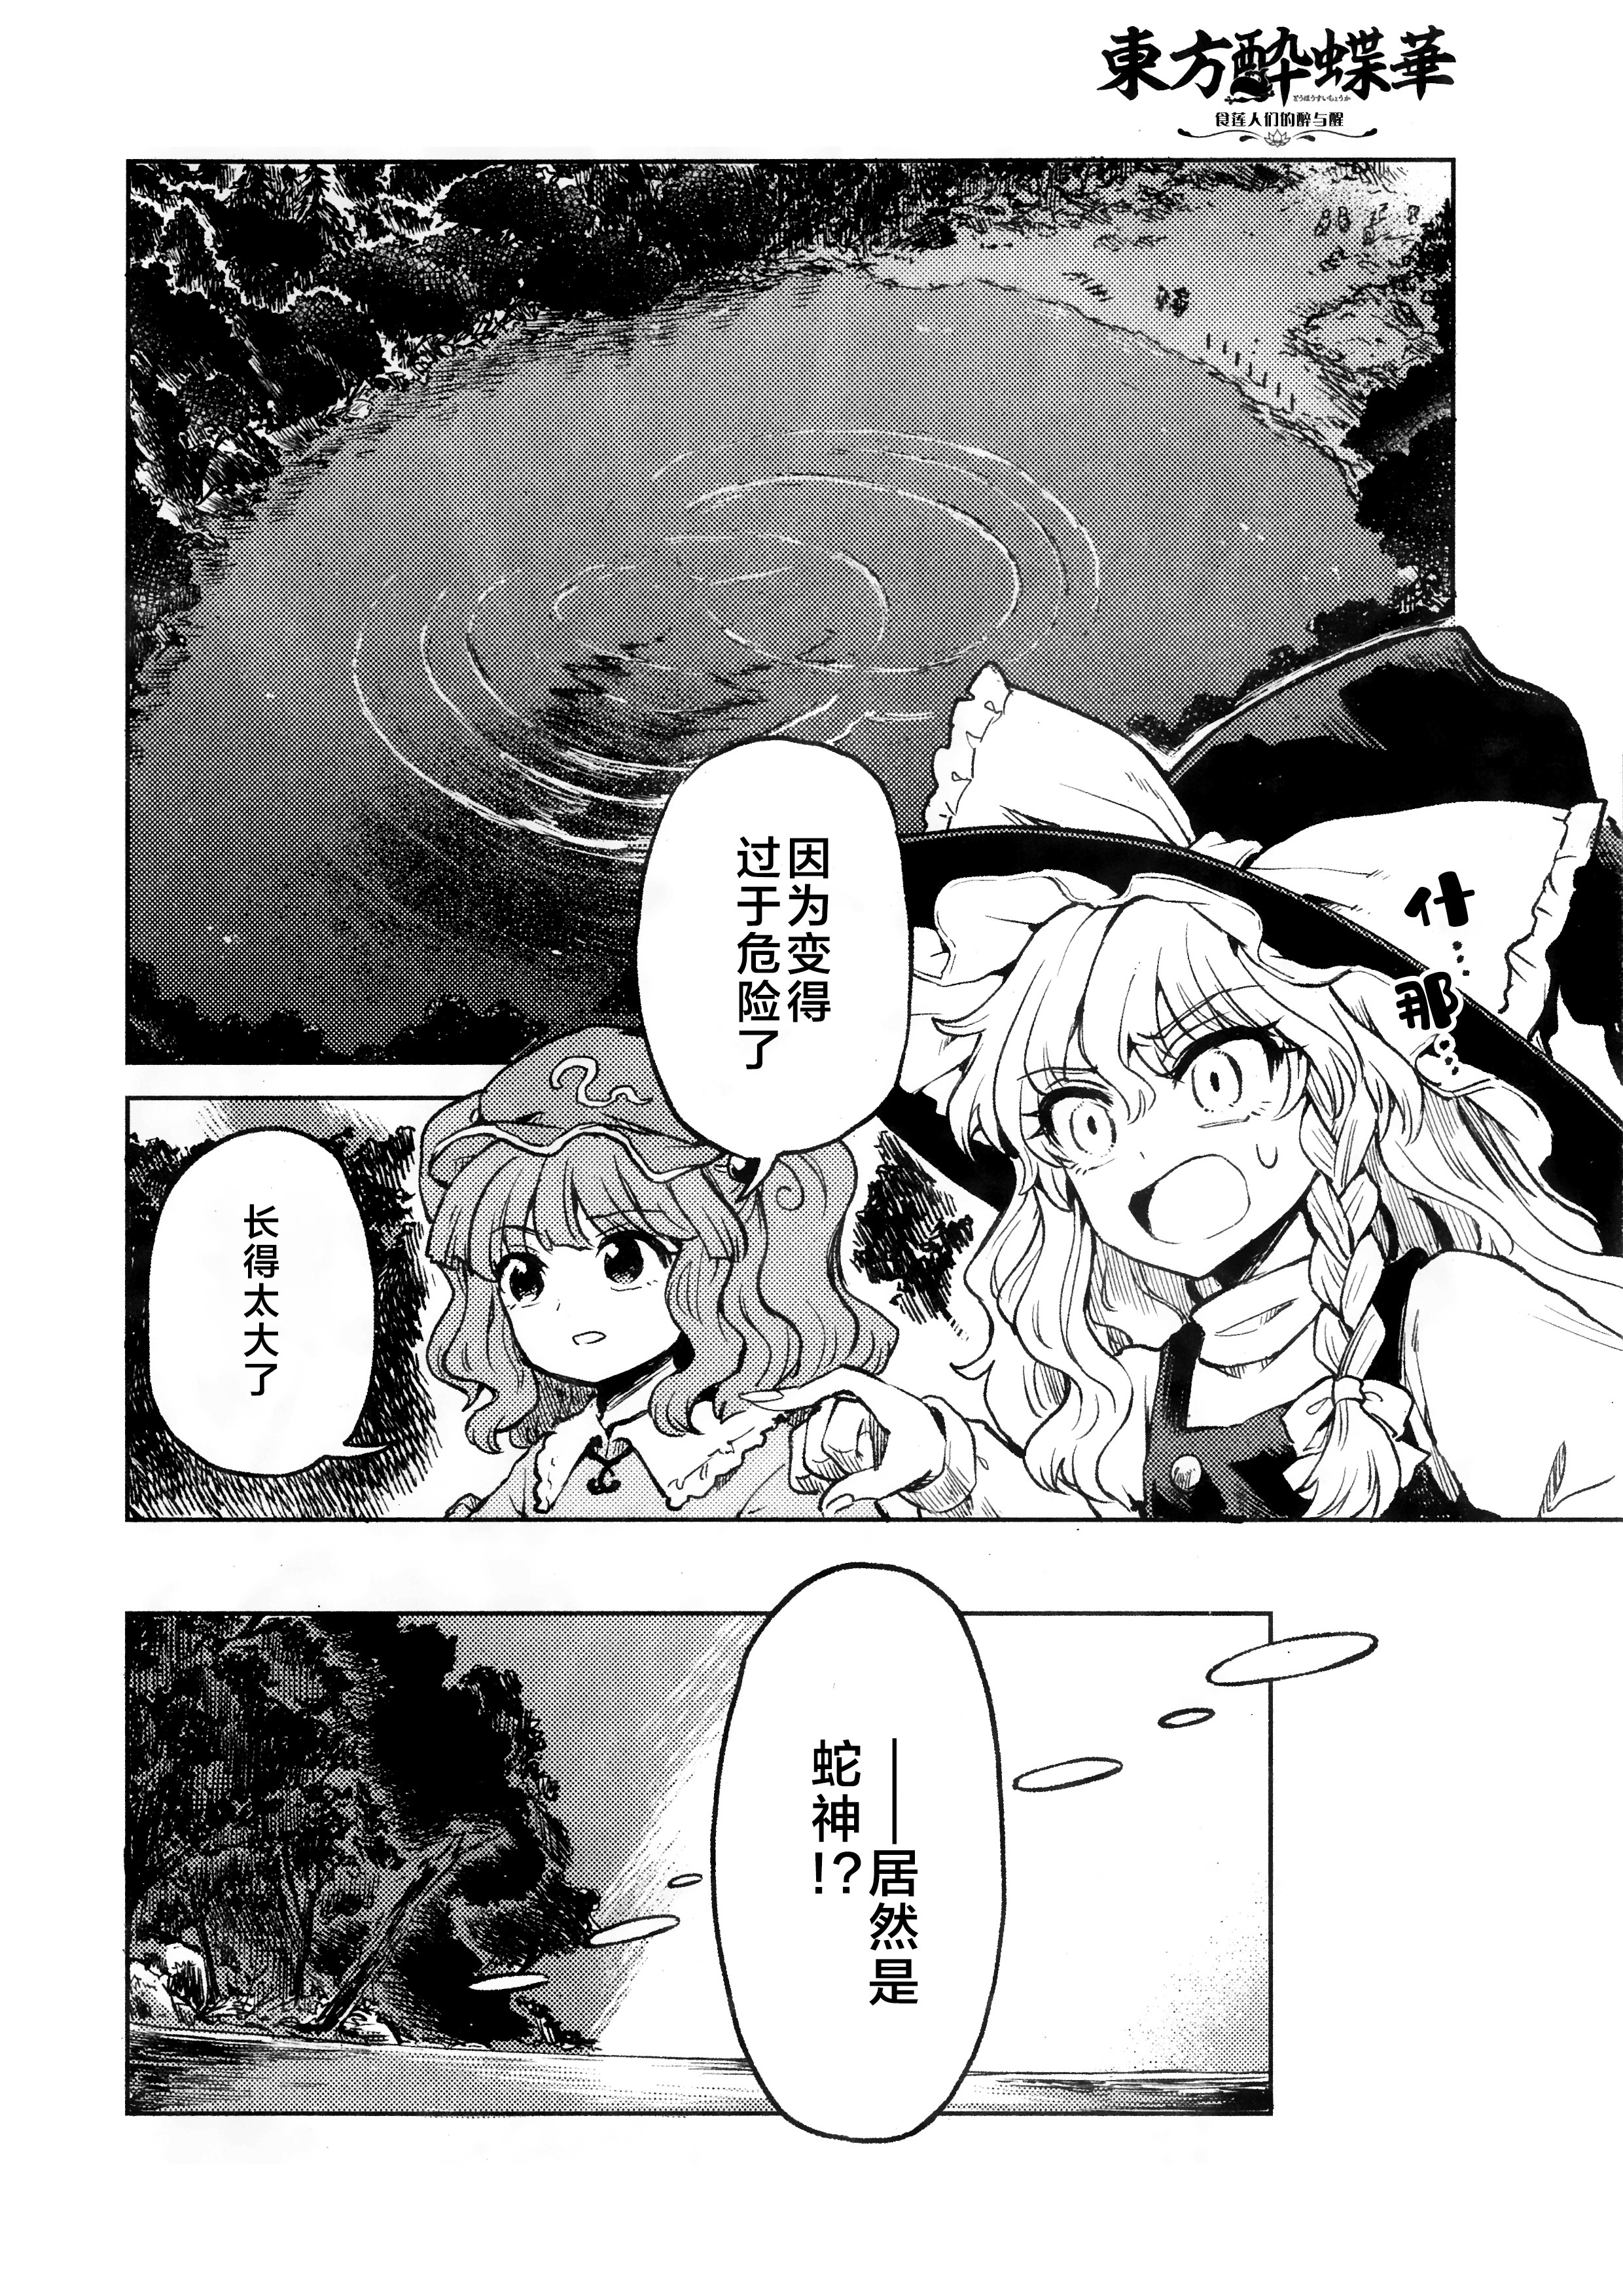 東方酔蝶華
とうほうすいちょうか
食莲人们的醉与醒
什…
那…
因为变得
过于危险了
长得太大了
——居然是
蛇神!?